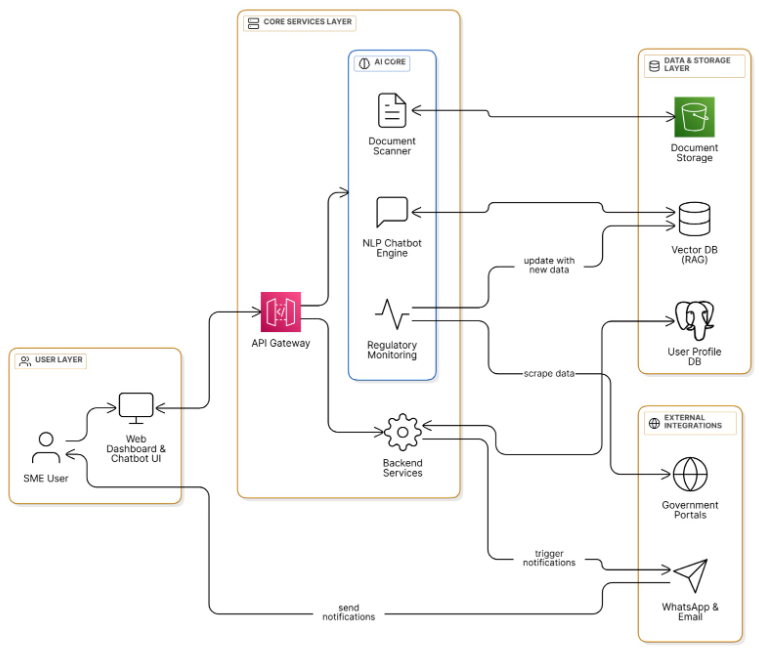 CORE SERVICES LAYER
AI CORE
Document
Scanner
NLP Chatbot
Engine
Regulatory
Monitoring
API Gateway
Backend
Services
DATA & STORAGE
LAYER
Document
Storage
Vector DB
(RAG)
User Profile
DB
update with
new data
scrape data
USER LAYER
Web
Dashboard &
Chatbot UI
SME User
EXTERNAL
INTEGRATIONS
Government
Portals
WhatsApp &
Email
trigger
notifications
send
notifications